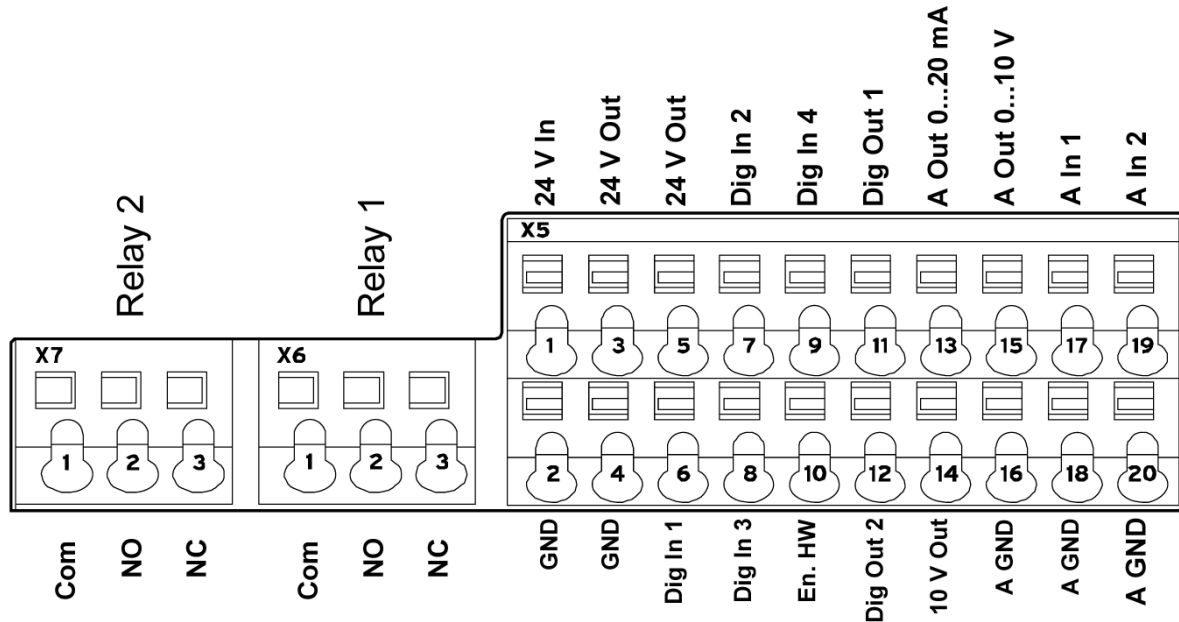 24 V In
24 V Out
24 V Out
Dig In 2
Dig In 4
Dig Out 1
A Out 0...20 mA
A Out 0...10 V
A In 1
A In 2
Relay 2
Relay 1
X5
1 3 5 7 9 11 13 15 17 19
X7
X6
1 2 3
1 2 3
2 4 6 8 10 12 14 16 18 20
Com
NO
NC
Com
NO
NC
GND
GND
Dig In 1
Dig In 3
En. HW
Dig Out 2
10 V Out
A GND
A GND
A GND